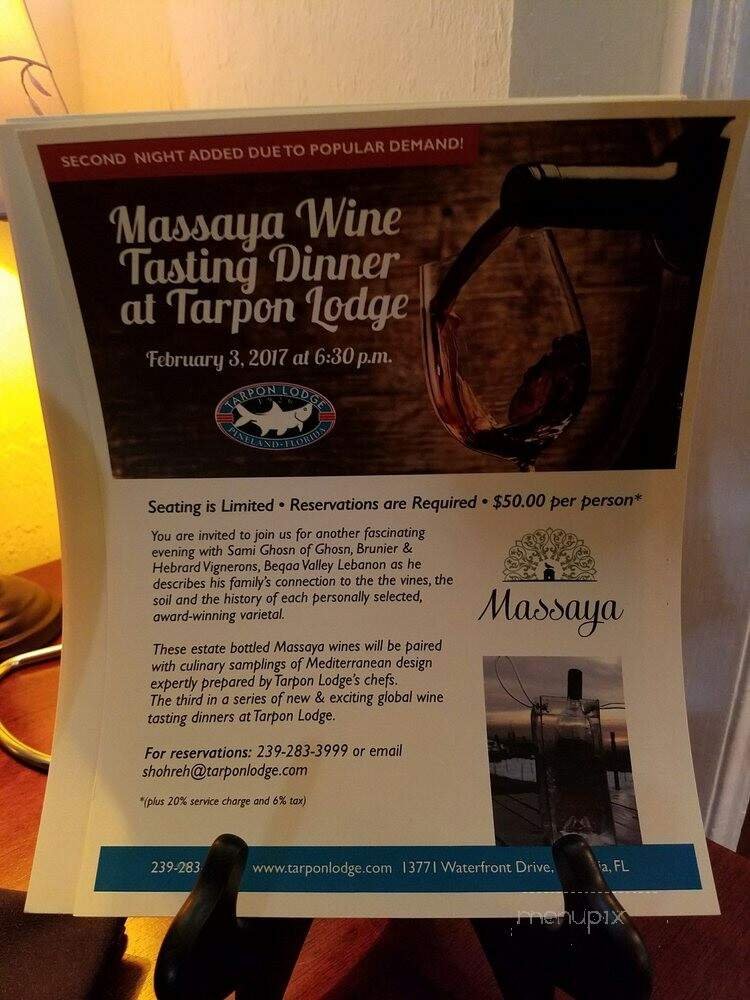 SECOND NIGHT ADDED DUE TO POPULAR DEMAND!
Massaya Wine
Tasting Dinner
at Tarpon Lodge
February 3, 2017 at 6:30 p.m.
TARPON LODGE
1926
PINELAND-FLORIDA
Seating is Limited • Reservations are Required • $50.00 per person*
You are invited to join us for another fascinating
evening with Sami Ghosn of Ghosn, Brunier &
Hebrard Vignerons, Beqaa Valley Lebanon as he
describes his family's connection to the the vines, the
soil and the history of each personally selected,
award-winning varietal.
Massaya
These estate bottled Massaya wines will be paired
with culinary samplings of Mediterranean design
expertly prepared by Tarpon Lodge's chefs.
The third in a series of new & exciting global wine
tasting dinners at Tarpon Lodge.
For reservations: 239-283-3999 or email
shohreh@tarponlodge.com
*(plus 20% service charge and 6% tax)
239-283 www.tarponlodge.com 13771 Waterfront Drive, FL
menupix